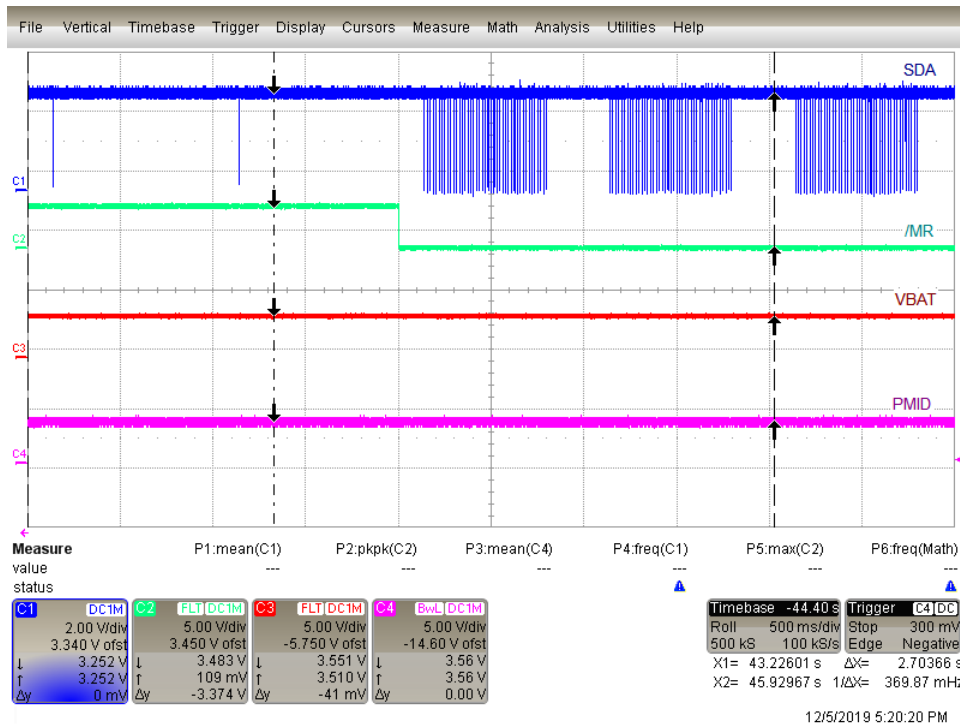 File Vertical Timebase Trigger Display Cursors Measure Math Analysis Utilities Help
SDA
C1
/MR
C2
VBAT
C3
PMID
C4
Measure P1:mean(C1) P2:pkpk(C2) P3:mean(C4) P4:freq(C1) P5:max(C2) P6:freq(Math)
value --- --- --- --- --- ---
status
C1 DC1M
2.00 V/div
3.340 V ofst
↓ 3.252 V
↑ 3.252 V
Δy 0 mV
C2 FLT DC1M
5.00 V/div
3.450 V ofst
↓ 3.483 V
↑ 109 mV
Δy -3.374 V
C3 FLT DC1M
5.00 V/div
-5.750 V ofst
↓ 3.551 V
↑ 3.510 V
Δy -41 mV
C4 BwL DC1M
5.00 V/div
-14.60 V ofst
↓ 3.56 V
↑ 3.56 V
Δy 0.00 V
Timebase -44.40 s
Roll 500 ms/div
500 kS 100 kS/s
Trigger C4 DC
Stop 300 mV
Edge Negative
X1= 43.22601 s ΔX= 2.70366 s
X2= 45.92967 s 1/ΔX= 369.87 mHz
12/5/2019 5:20:20 PM